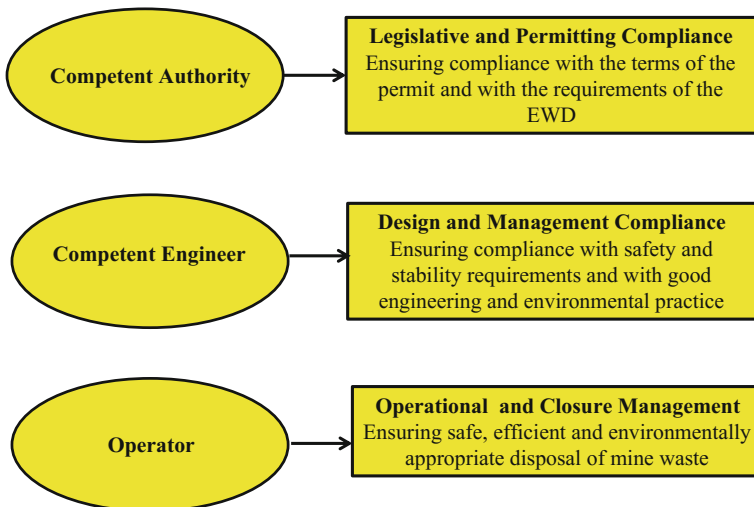 Competent Authority
Legislative and Permitting Compliance
Ensuring compliance with the terms of the
permit and with the requirements of the
EWD
Competent Engineer
Design and Management Compliance
Ensuring compliance with safety and
stability requirements and with good
engineering and environmental practice
Operator
Operational and Closure Management
Ensuring safe, efficient and environmentally
appropriate disposal of mine waste